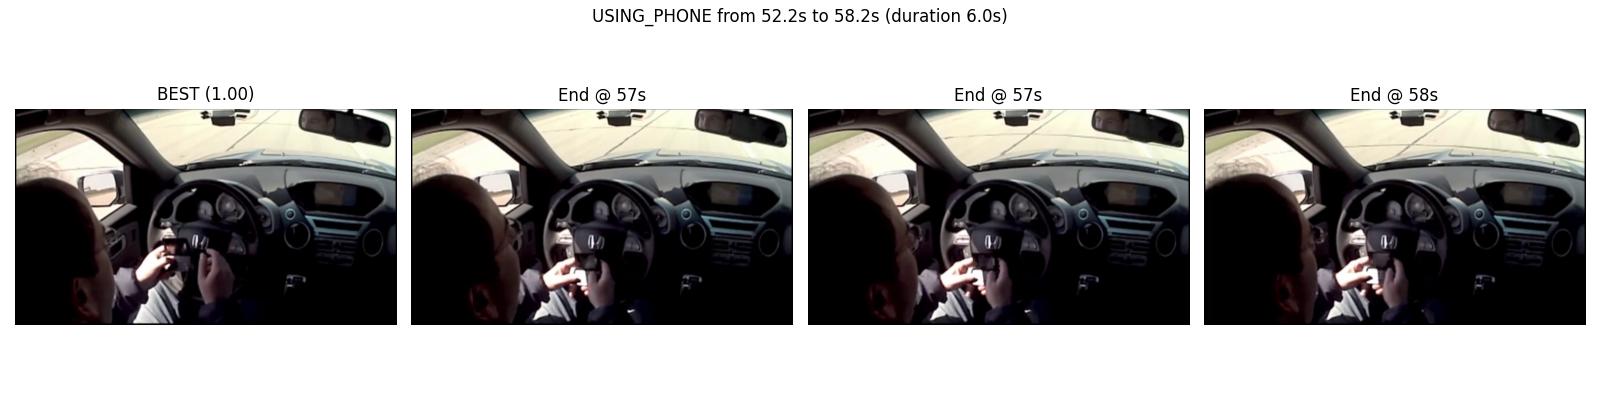 USING_PHONE from 52.2s to 58.2s (duration 6.0s)
BEST (1.00)
End @ 57s
End @ 57s
End @ 58s